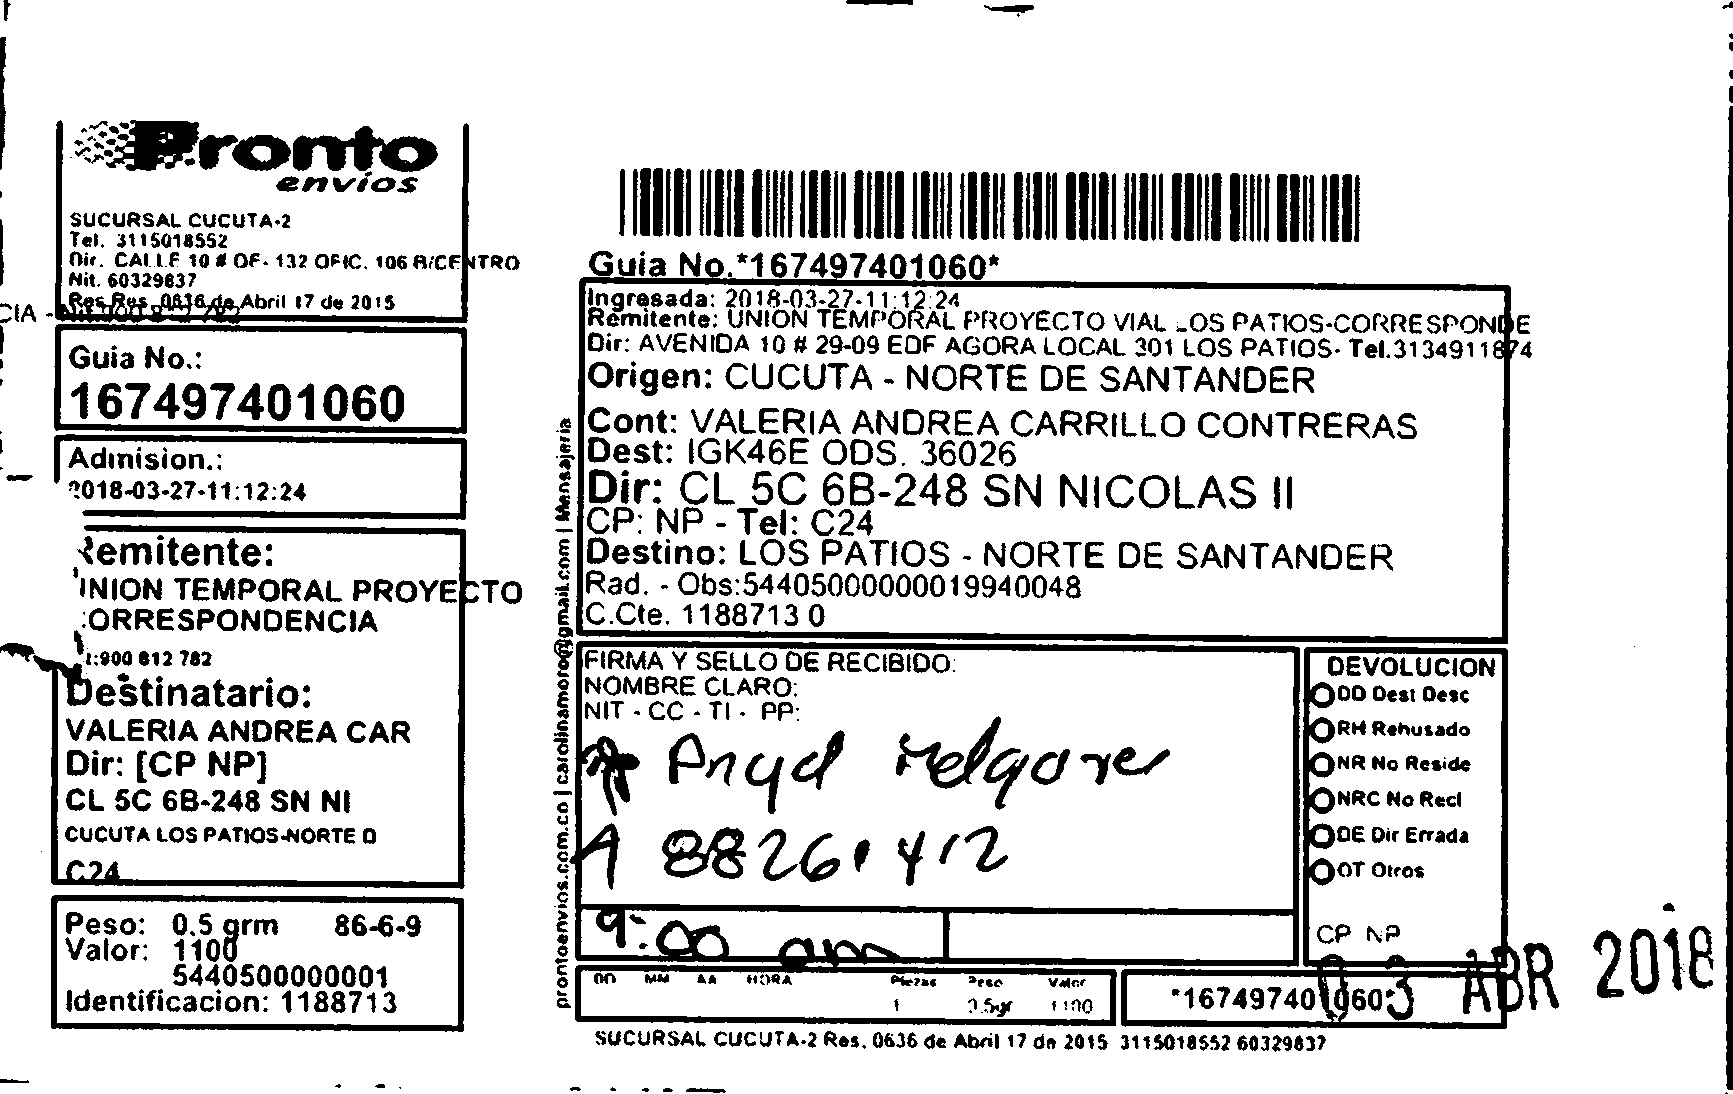 Pronto
envíos
SUCURSAL CUCUTA-2
Tel. 3115018552
Dir. CALLE 10 # OF- 132 OFIC. 106 B/CENTRO
Nit. 60329837
Res Res. 0636 de Abril 17 de 2015
Guia No.:
167497401060
Admision.:
2018-03-27-11:12:24
Remitente:
UNION TEMPORAL PROYECTO
CORRESPONDENCIA
900 812 782
Destinatario:
VALERIA ANDREA CAR
Dir: [CP NP]
CL 5C 6B-248 SN NI
CUCUTA LOS PATIOS-NORTE D
C24
Peso: 0.5 grm 86-6-9
Valor: 1100
5440500000001
Identificacion: 1188713
prontoenvios.com.co | carolinamoro@gmail.com | Mensajeria
Guia No.*167497401060*
Ingresada: 2018-03-27-11:12:24
Remitente: UNION TEMPORAL PROYECTO VIAL LOS PATIOS-CORRESPONDE
Dir: AVENIDA 10 # 29-09 EDF AGORA LOCAL 301 LOS PATIOS- Tel.3134911874
Origen: CUCUTA - NORTE DE SANTANDER
Cont: VALERIA ANDREA CARRILLO CONTRERAS
Dest: IGK46E ODS. 36026
Dir: CL 5C 6B-248 SN NICOLAS II
CP: NP - Tel: C24
Destino: LOS PATIOS - NORTE DE SANTANDER
Rad. - Obs:54405000000019940048
C.Cte. 1188713 0
FIRMA Y SELLO DE RECIBIDO:
NOMBRE CLARO:
NIT - CC - TI - PP:
88260412
9:00 am
DEVOLUCION
DD Dest Desc
RH Rehusado
NR No Reside
NRC No Recl
DE Dir Errada
OT Otros
CP NP
03 ABR 2018
DD MM AA HORA Piezas Peso Valor
1 0.5gr 1100
*167497401060*
SUCURSAL CUCUTA-2 Res. 0636 de Abril 17 de 2015 3115018552 60329837